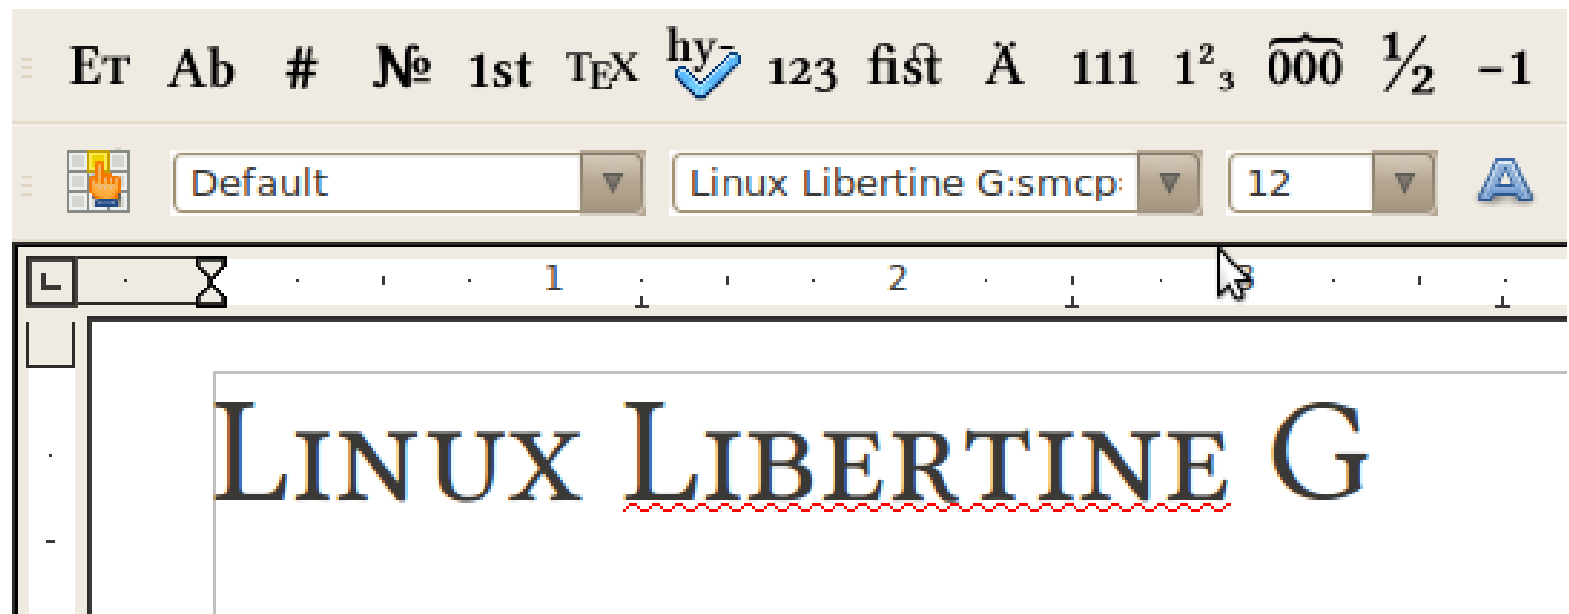 Et Ab # № 1st TEX hy- 123 fist Ä 111 1²₃ 000 ½ −1
Default Linux Libertine G:smcp 12
1 2 3
Linux Libertine G